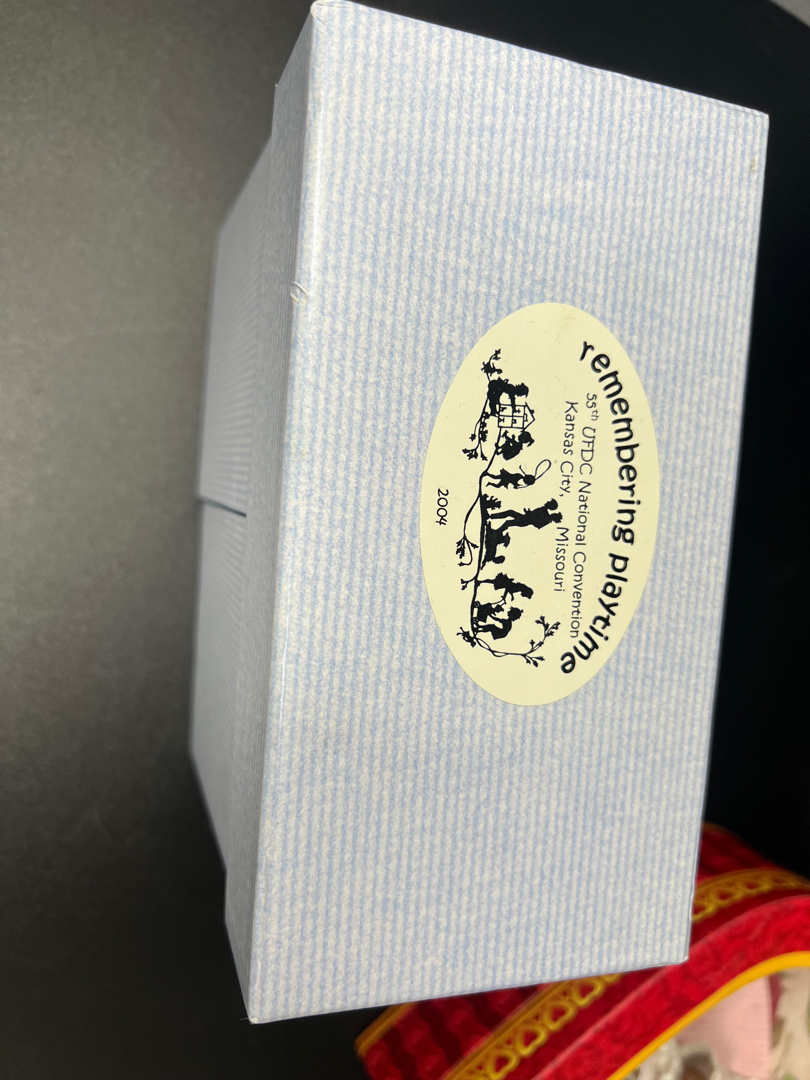 remembering playtime
55th UFDC National Convention
Kansas City, Missouri
2004